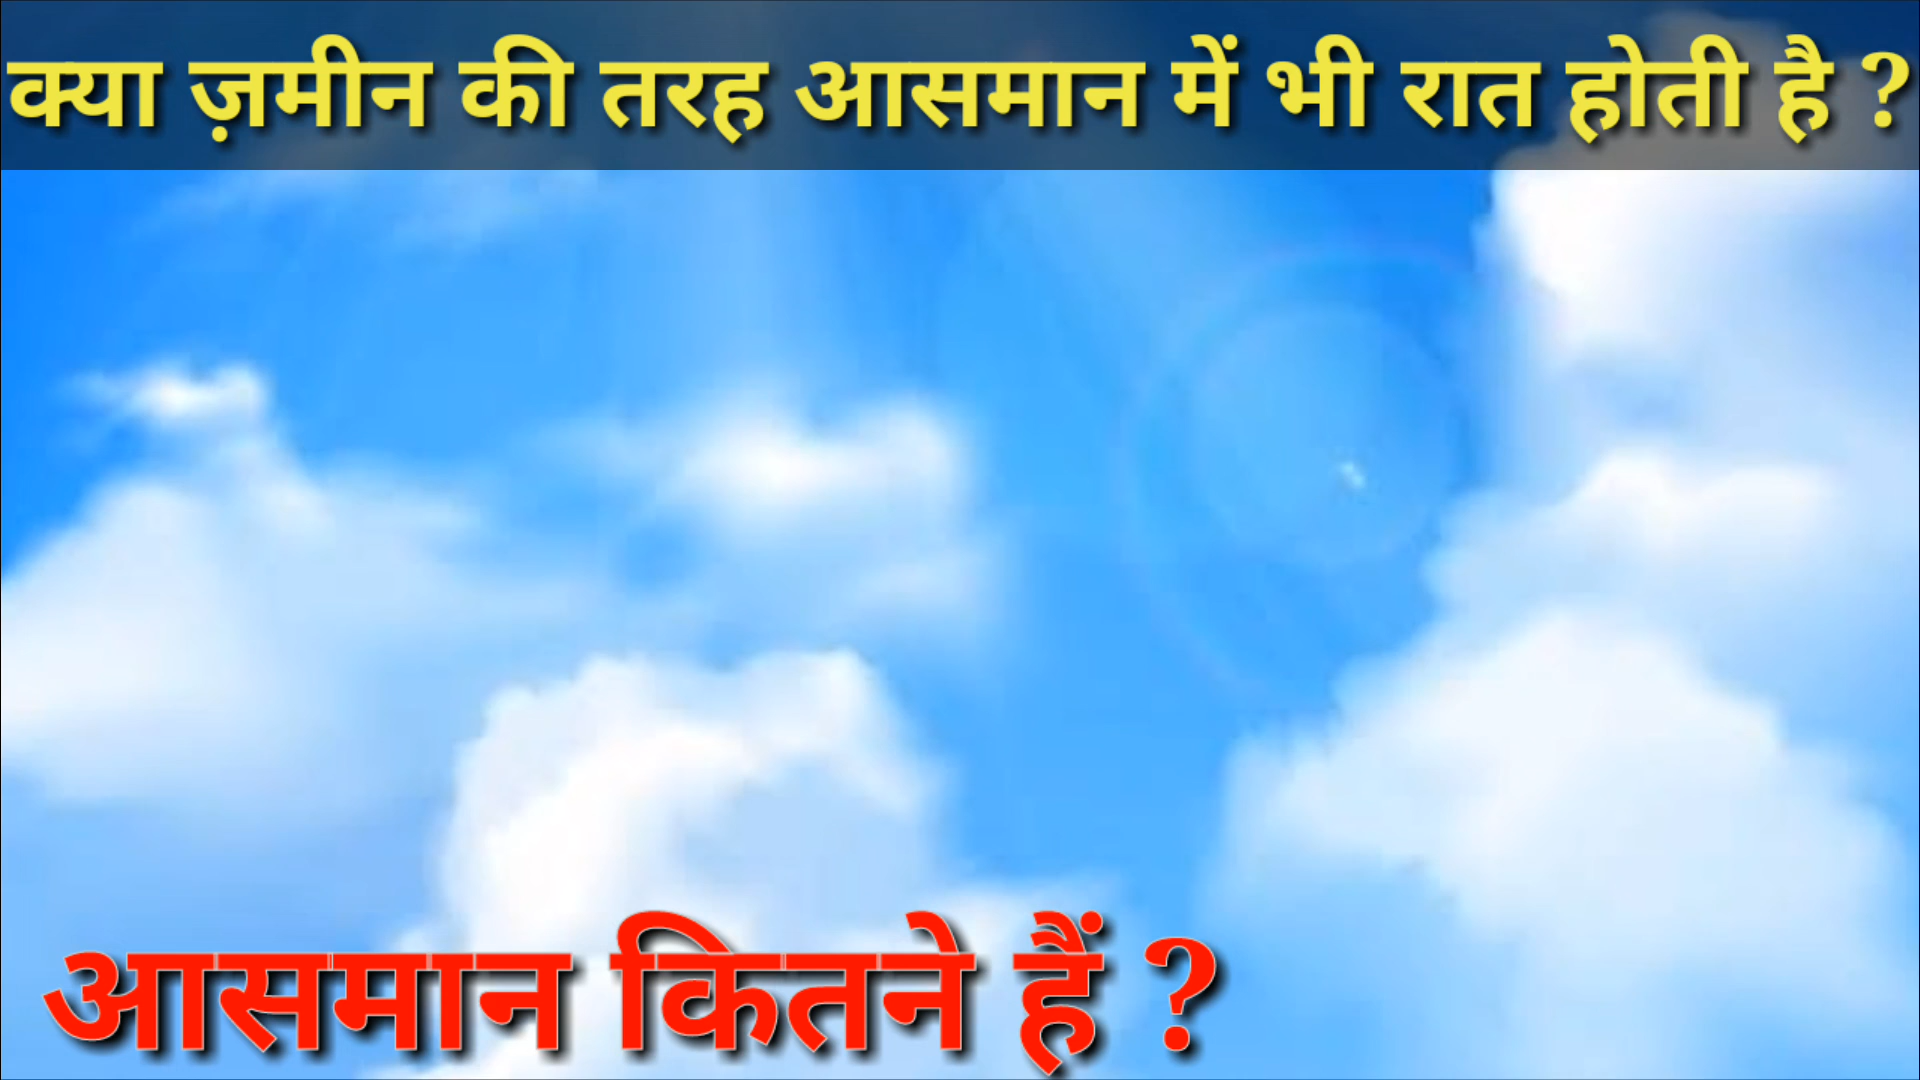 क्या ज़मीन की तरह आसमान में भी रात होती है ?
आसमान कितने हैं ?